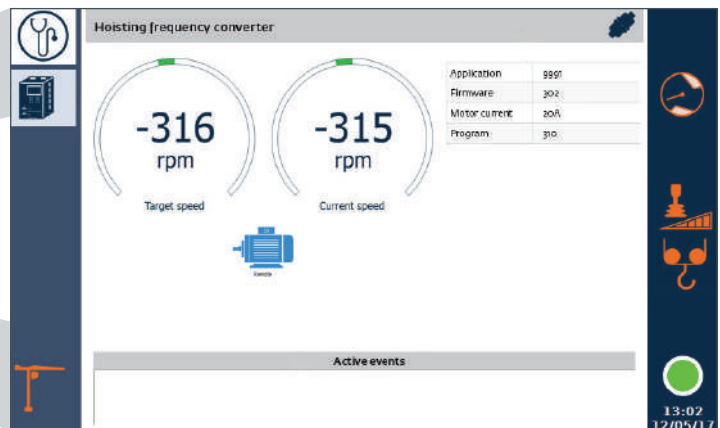 Hoisting frequency converter
-316
rpm
Target speed
-315
rpm
Current speed
Application 9991
Firmware 302
Motor current 20A
Program 310
Active events
13:02
12/05/17